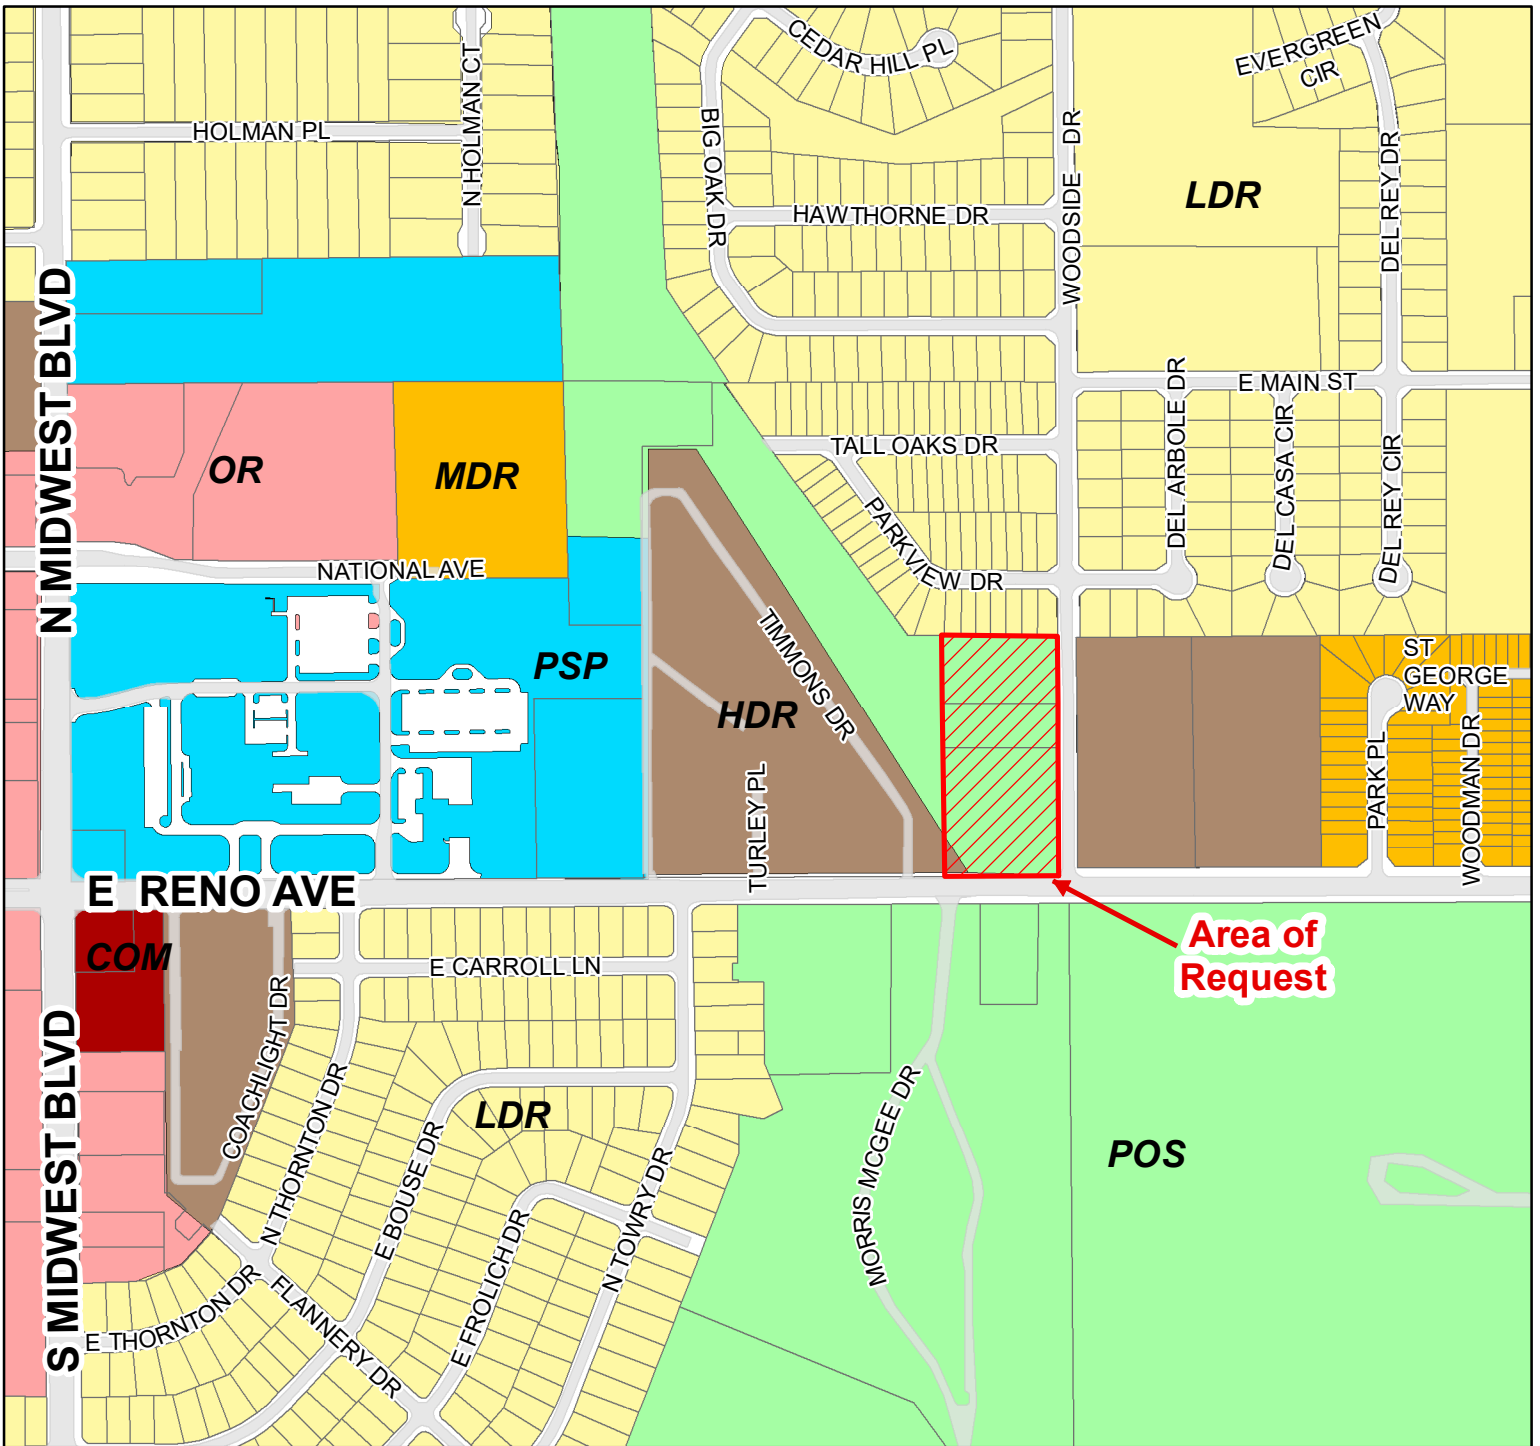 CEDAR HILL PL
EVERGREEN
CIR
N HOLMAN CT
HOLMAN PL
BIG OAK DR
WOODSIDE DR
DEL REY DR
LDR
HAWTHORNE DR
N MIDWEST BLVD
E MAIN ST
DEL ARBOLE DR
DEL CASA CIR
DEL REY CIR
TALL OAKS DR
OR
MDR
PARKVIEW DR
NATIONAL AVE
TIMMONS DR
PSP
HDR
ST
GEORGE
WAY
PARK PL
WOODMAN DR
TURLEY PL
E RENO AVE
Area of
Request
COM
E CARROLL LN
COACHLIGHT DR
S MIDWEST BLVD
N THORNTON DR
LDR
E BOUSE DR
MORRIS MCGEE DR
POS
N TOWRY DR
E FROLICH DR
E THORNTON DR
FLANNERY DR